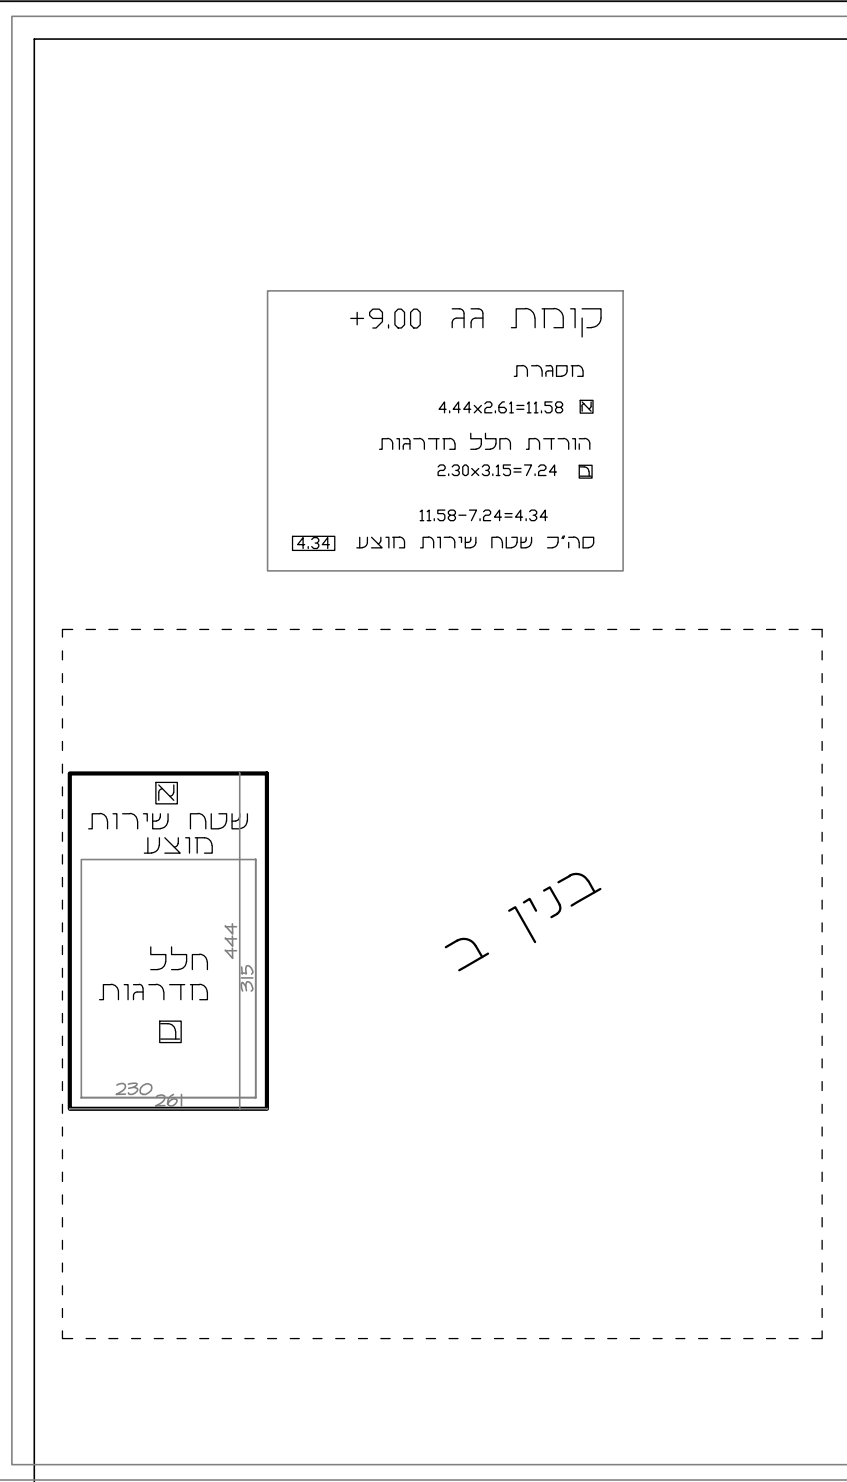 קומת גג +9.00
מסגרת
א 4.44x2.61=11.58
הורדת חלל מדרגות
ב 2.30x3.15=7.24
11.58-7.24=4.34
סה'כ שטח שירות מוצע 4.34
א
שטח שירות
מוצע
בנין ב
444
חלל
315
מדרגות
ב
230
261